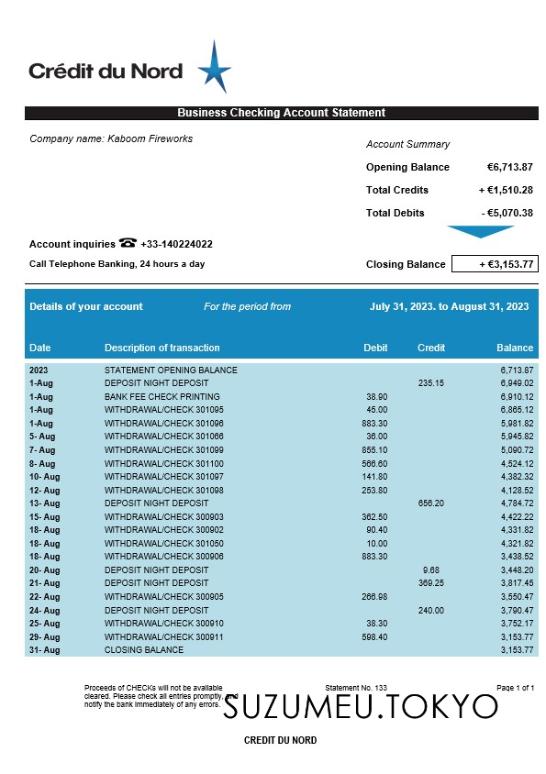 Crédit du Nord
Business Checking Account Statement
Company name: Kaboom Fireworks
Account Summary
Opening Balance €6,713.87
Total Credits + €1,510.28
Total Debits - €5,070.38
Account inquiries ☎ +33-140224022
Call Telephone Banking, 24 hours a day
Closing Balance + €3,153.77
Details of your account For the period from July 31, 2023. to August 31, 2023
Date Description of transaction Debit Credit Balance
2023 STATEMENT OPENING BALANCE 6,713.87
1-Aug DEPOSIT NIGHT DEPOSIT 235.15 6,949.02
1-Aug BANK FEE CHECK PRINTING 38.90 6,910.12
1-Aug WITHDRAWAL/CHECK 301095 45.00 6,865.12
1-Aug WITHDRAWAL/CHECK 301096 883.30 5,981.82
5- Aug WITHDRAWAL/CHECK 301066 36.00 5,945.82
7- Aug WITHDRAWAL/CHECK 301099 855.10 5,090.72
8- Aug WITHDRAWAL/CHECK 301100 566.60 4,524.12
10- Aug WITHDRAWAL/CHECK 301097 141.80 4,382.32
12- Aug WITHDRAWAL/CHECK 301098 253.80 4,128.52
13- Aug DEPOSIT NIGHT DEPOSIT 656.20 4,784.72
15- Aug WITHDRAWAL/CHECK 300903 362.50 4,422.22
18- Aug WITHDRAWAL/CHECK 300902 90.40 4,331.82
18- Aug WITHDRAWAL/CHECK 301050 10.00 4,321.82
18- Aug WITHDRAWAL/CHECK 300906 883.30 3,438.52
20- Aug DEPOSIT NIGHT DEPOSIT 9.68 3,448.20
21- Aug DEPOSIT NIGHT DEPOSIT 369.25 3,817.45
22- Aug WITHDRAWAL/CHECK 300905 266.98 3,550.47
24- Aug DEPOSIT NIGHT DEPOSIT 240.00 3,790.47
25- Aug WITHDRAWAL/CHECK 300910 38.30 3,752.17
29- Aug WITHDRAWAL/CHECK 300911 598.40 3,153.77
31- Aug CLOSING BALANCE 3,153.77
Proceeds of CHECKs will not be available Statement No. 133 Page 1 of 1
cleared. Please check all entries promptly, and
notify the bank immediately of any errors.
SUZUMEU.TOKYO
CREDIT DU NORD